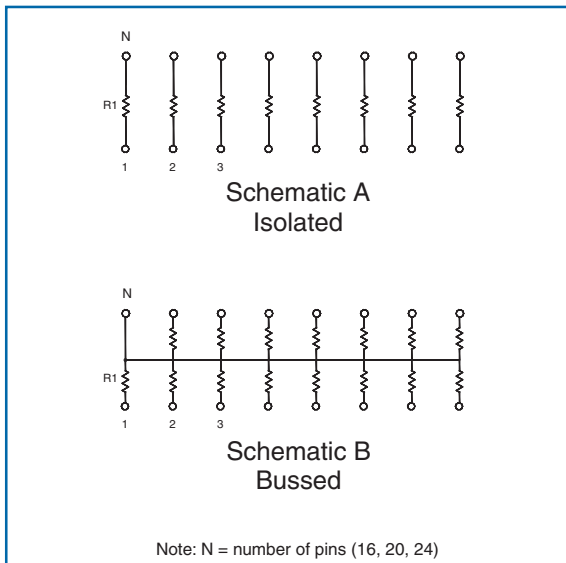 N
R1
1 2 3
Schematic A
Isolated
N
R1
1 2 3
Schematic B
Bussed
Note: N = number of pins (16, 20, 24)